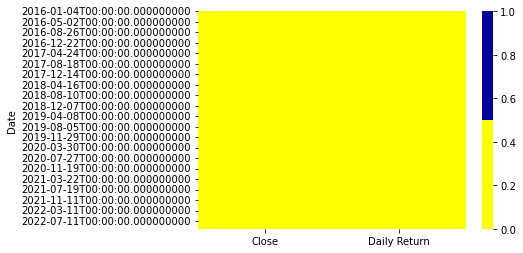 2016-01-04T00:00:00.000000000
2016-05-02T00:00:00.000000000
2016-08-26T00:00:00.000000000
2016-12-22T00:00:00.000000000
2017-04-24T00:00:00.000000000
2017-08-18T00:00:00.000000000
2017-12-14T00:00:00.000000000
2018-04-16T00:00:00.000000000
2018-08-10T00:00:00.000000000
2018-12-07T00:00:00.000000000
2019-04-08T00:00:00.000000000
2019-08-05T00:00:00.000000000
2019-11-29T00:00:00.000000000
2020-03-30T00:00:00.000000000
2020-07-27T00:00:00.000000000
2020-11-19T00:00:00.000000000
2021-03-22T00:00:00.000000000
2021-07-19T00:00:00.000000000
2021-11-11T00:00:00.000000000
2022-03-11T00:00:00.000000000
2022-07-11T00:00:00.000000000
Date
Close
Daily Return
1.0
0.8
0.6
0.4
0.2
0.0